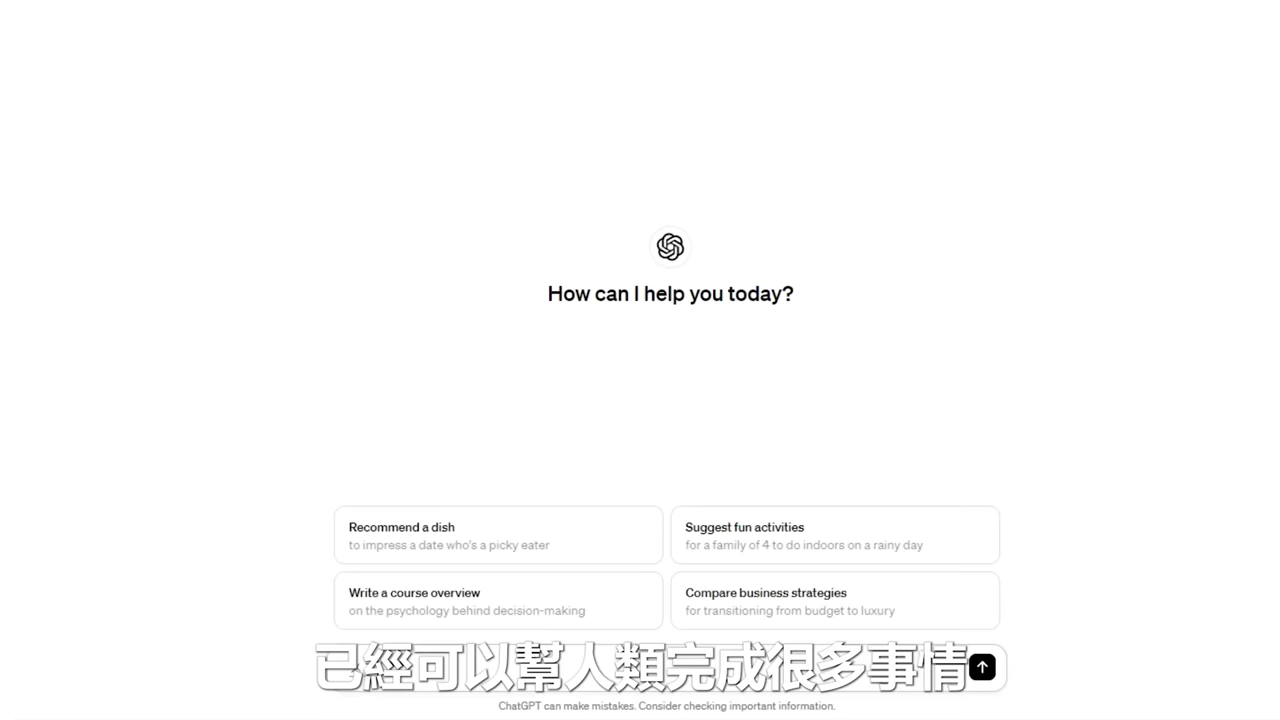 How can I help you today?
Recommend a dish
to impress a date who's a picky eater
Suggest fun activities
for a family of 4 to do indoors on a rainy day
Write a course overview
on the psychology behind decision-making
Compare business strategies
for transitioning from budget to luxury
已經可以幫人類完成很多事情
ChatGPT can make mistakes. Consider checking important information.